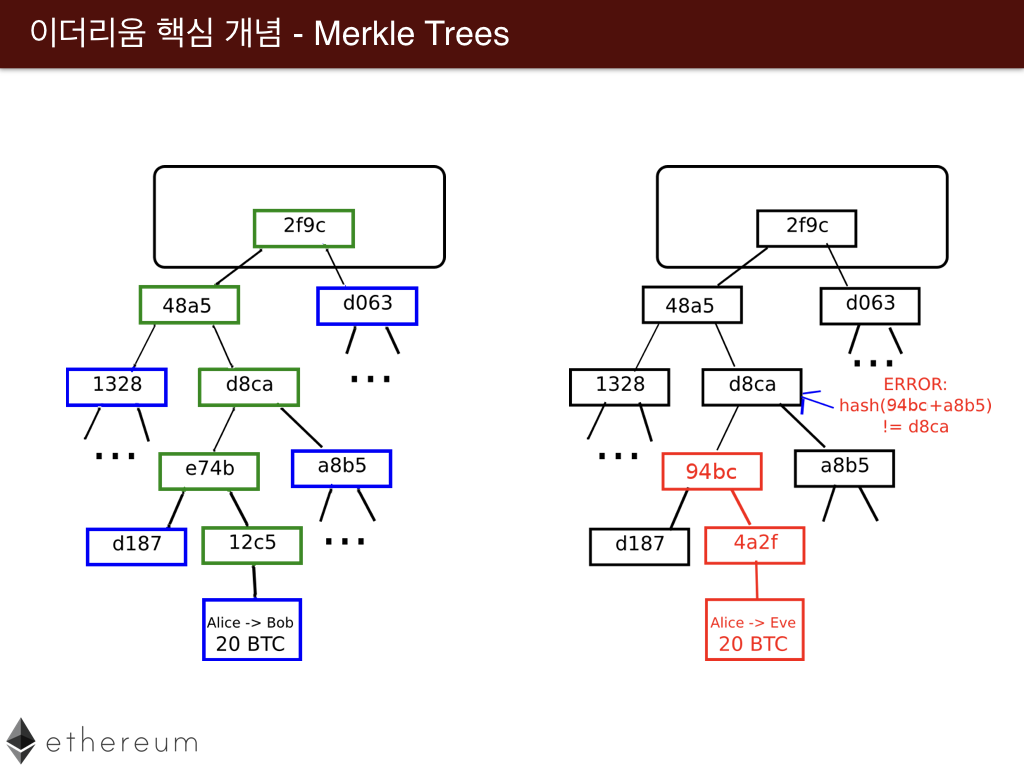 이더리움 핵심 개념 - Merkle Trees
2f9c
48a5
d063
1328
d8ca
...
...
e74b
a8b5
d187
12c5
...
Alice -> Bob
20 BTC
2f9c
48a5
d063
...
1328
d8ca
ERROR:
hash(94bc+a8b5)
!= d8ca
...
94bc
a8b5
d187
4a2f
Alice -> Eve
20 BTC
ethereum